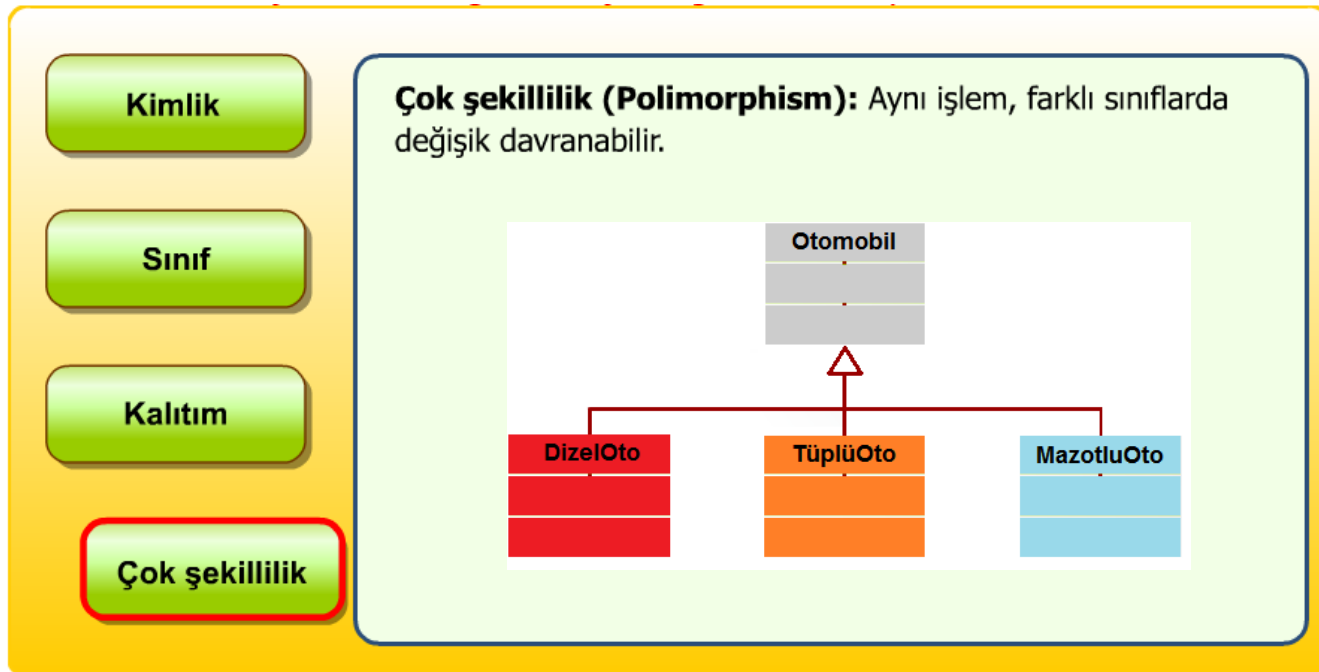 Kimlik
Sınıf
Kalıtım
Çok şekillilik
Çok şekillilik (Polimorphism): Aynı işlem, farklı sınıflarda
değişik davranabilir.
Otomobil
DizelOto
TüplüOto
MazotluOto